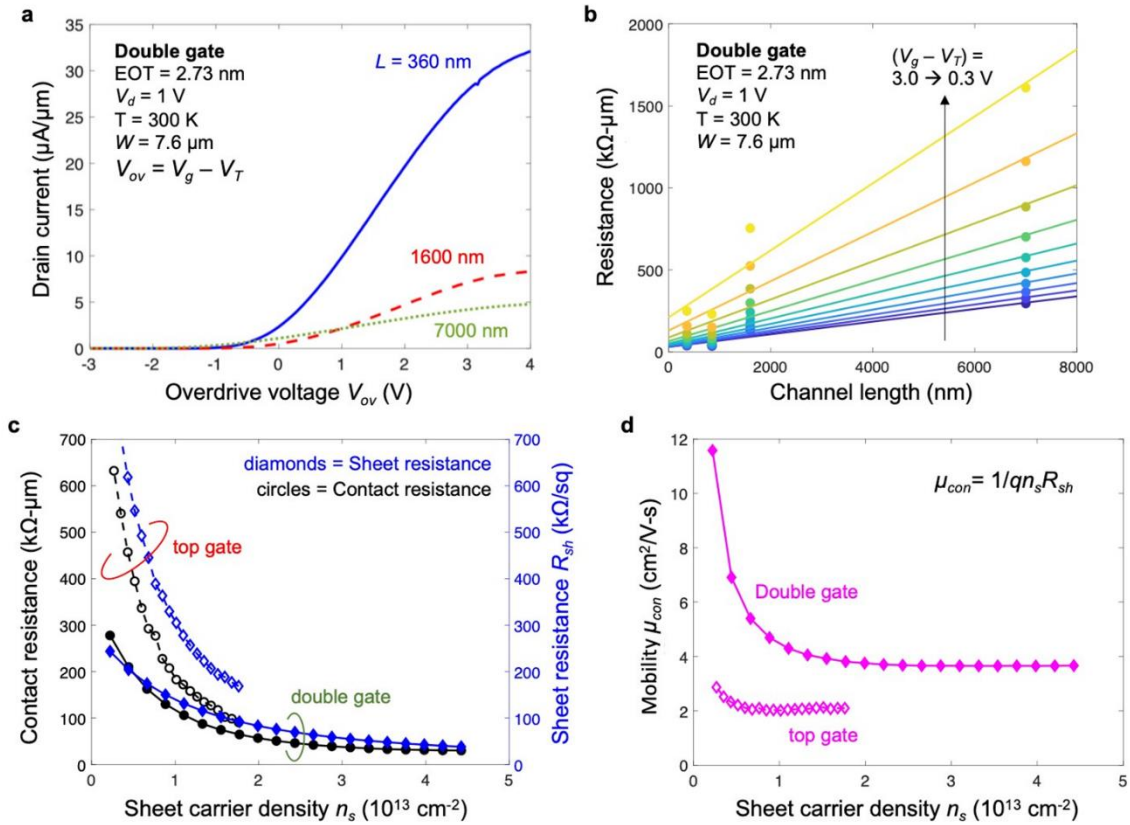 a
35
30
25
20
15
10
5
0
Drain current (µA/µm)
Double gate
EOT = 2.73 nm
V_d = 1 V
T = 300 K
W = 7.6 µm
V_ov = V_g – V_T
L = 360 nm
1600 nm
7000 nm
-3 -2 -1 0 1 2 3 4
Overdrive voltage V_ov (V)
b
2000
1500
1000
500
0
Resistance (kΩ-µm)
Double gate
EOT = 2.73 nm
V_d = 1 V
T = 300 K
W = 7.6 µm
(V_g – V_T) =
3.0 → 0.3 V
0 2000 4000 6000 8000
Channel length (nm)
c
700
600
500
400
300
200
100
0
Contact resistance (kΩ-µm)
diamonds = Sheet resistance
circles = Contact resistance
top gate
double gate
700
600
500
400
300
200
100
0
Sheet resistance R_sh (kΩ/sq)
0 1 2 3 4 5
Sheet carrier density n_s (10^13 cm^-2)
d
12
10
8
6
4
2
0
Mobility µ_con (cm^2/V-s)
µ_con = 1/qn_sR_sh
Double gate
top gate
0 1 2 3 4 5
Sheet carrier density n_s (10^13 cm^-2)